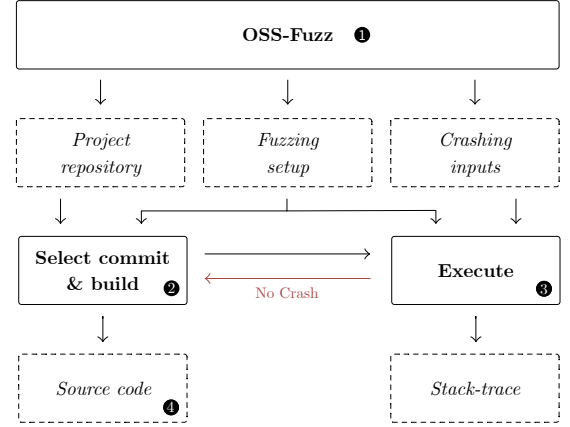 OSS-Fuzz ❶
Project
repository
Fuzzing
setup
Crashing
inputs
Select commit
& build ❷
No Crash
Execute
❸
Source code
❹
Stack-trace